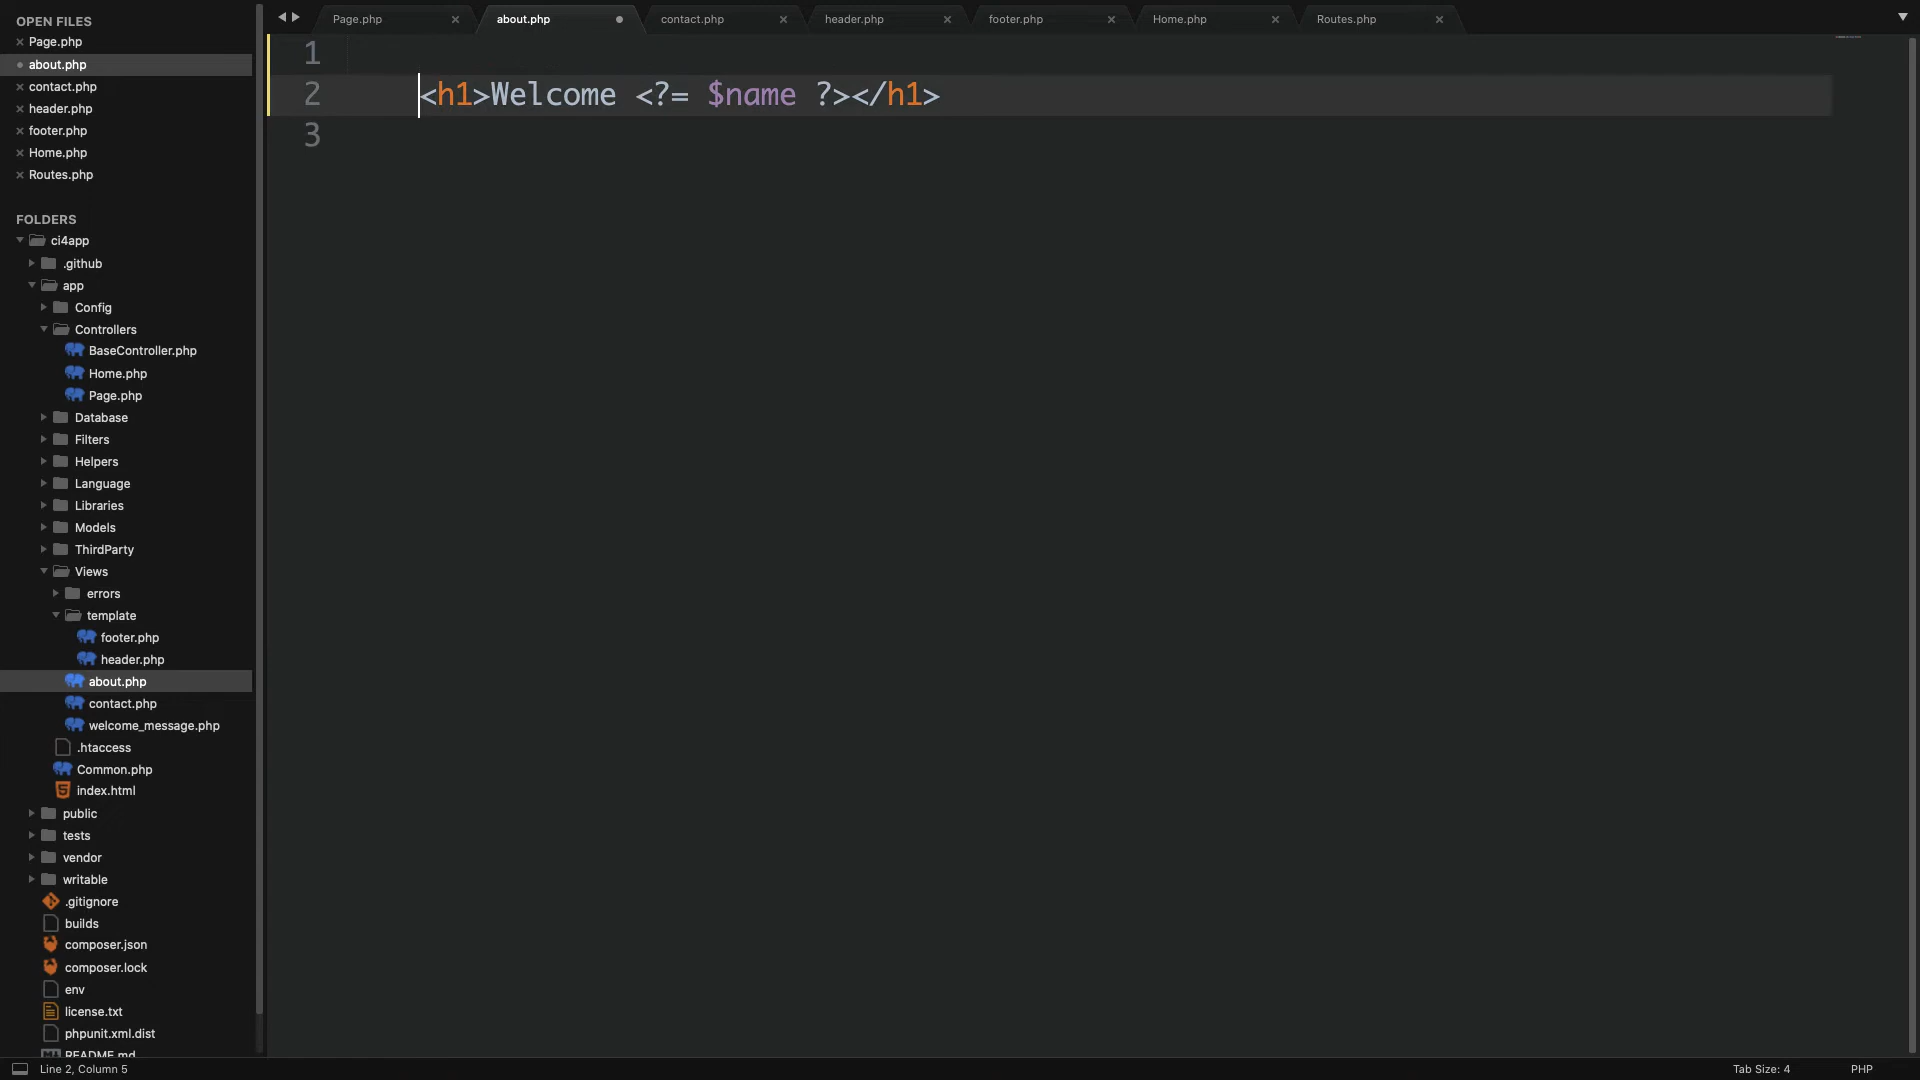 OPEN FILES
Page.php
about.php
contact.php
header.php
footer.php
Home.php
Routes.php
FOLDERS
ci4app
.github
app
Config
Controllers
BaseController.php
Home.php
Page.php
Database
Filters
Helpers
Language
Libraries
Models
ThirdParty
Views
errors
template
footer.php
header.php
about.php
contact.php
welcome_message.php
.htaccess
Common.php
index.html
public
tests
vendor
writable
.gitignore
builds
composer.json
composer.lock
env
license.txt
phpunit.xml.dist
README.md
Page.php
about.php
contact.php
header.php
footer.php
Home.php
Routes.php
1
2 <h1>Welcome <?= $name ?></h1>
3
Line 2, Column 5
Tab Size: 4
PHP